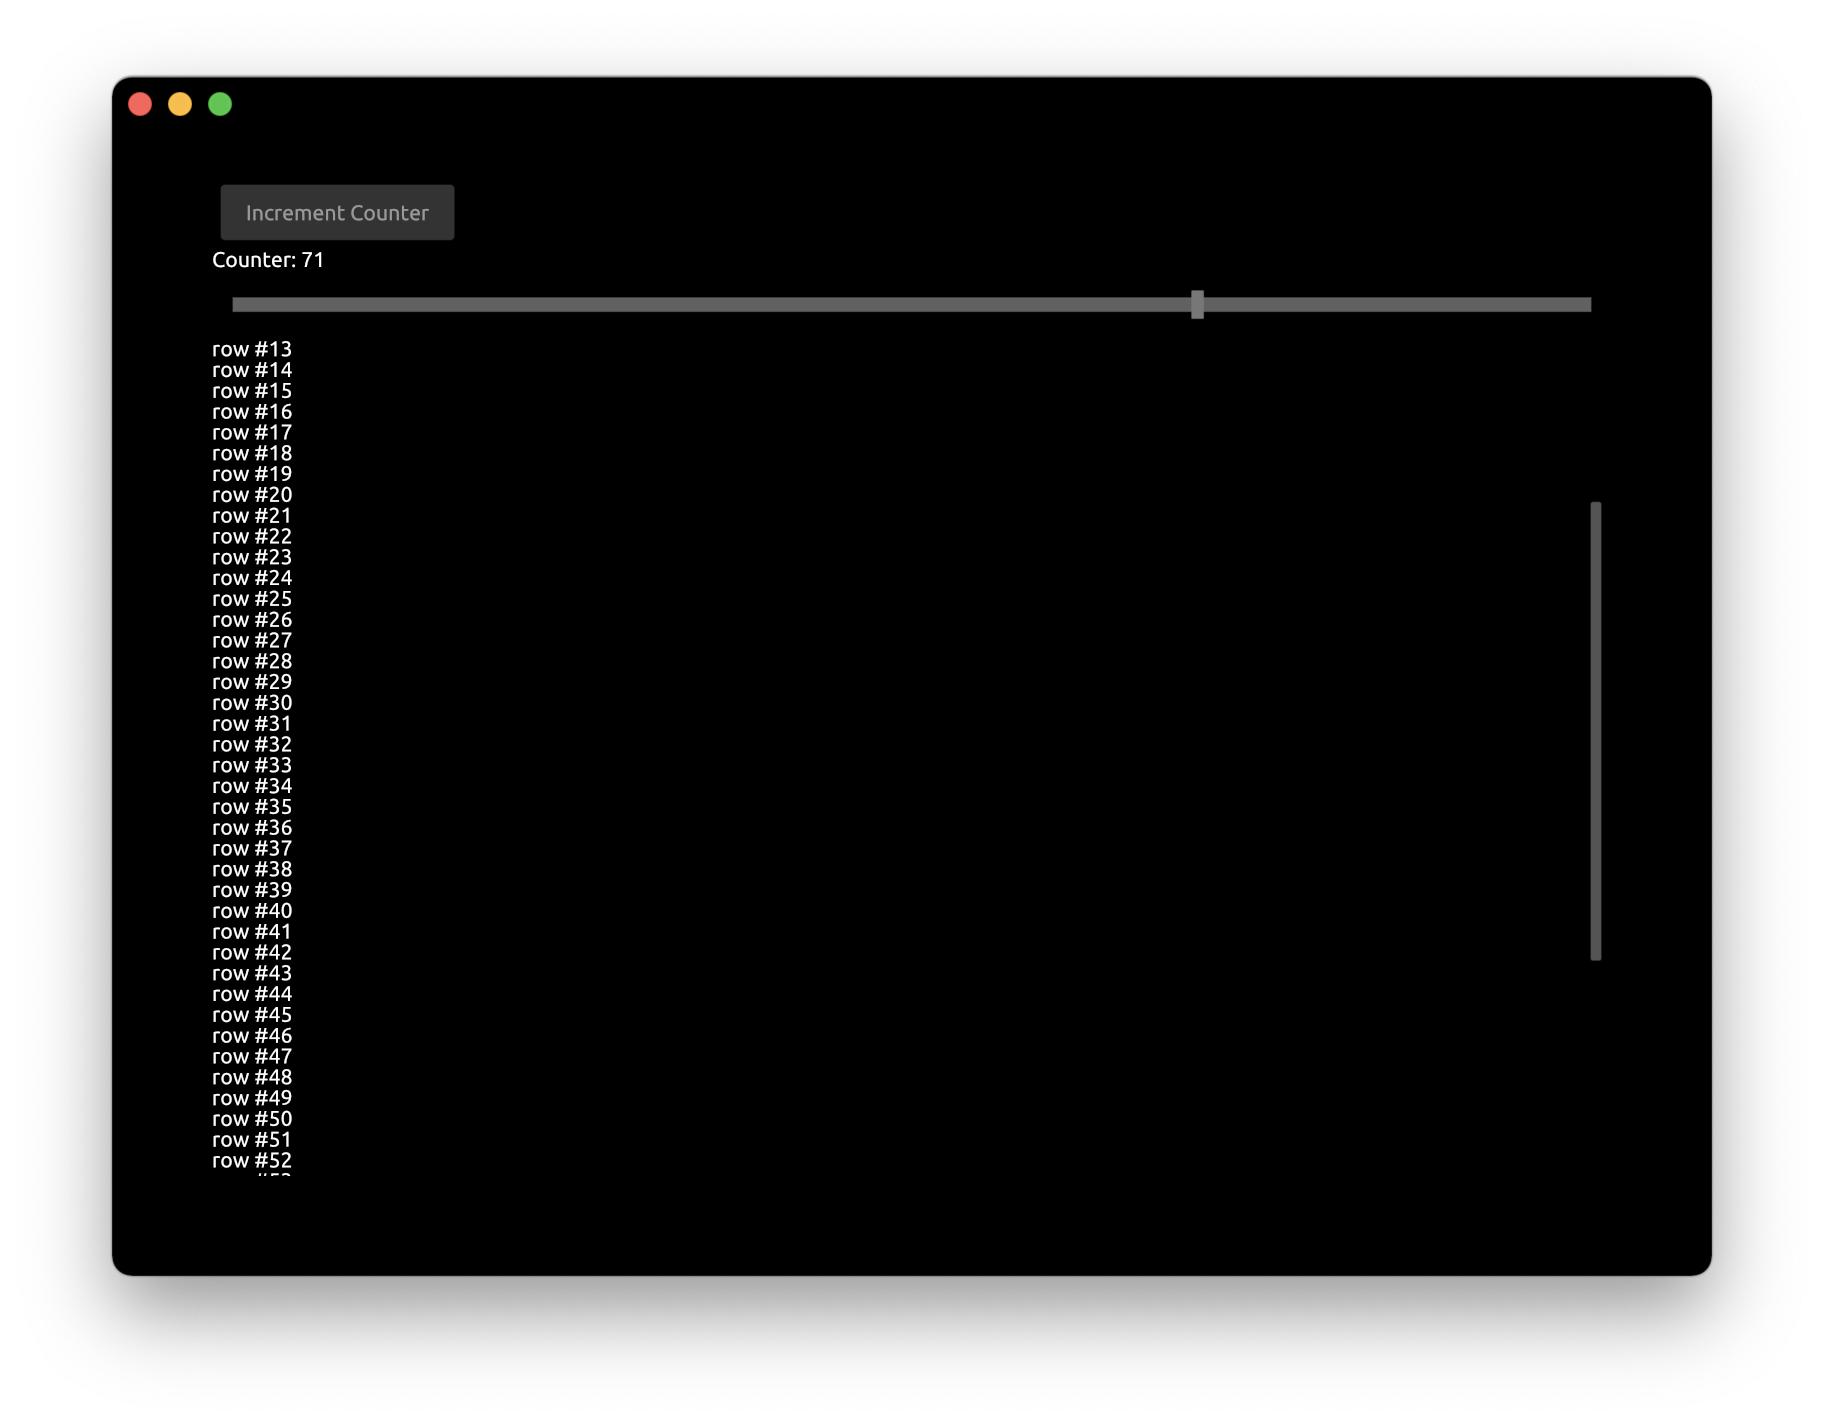 Increment Counter
Counter: 71
row #13
row #14
row #15
row #16
row #17
row #18
row #19
row #20
row #21
row #22
row #23
row #24
row #25
row #26
row #27
row #28
row #29
row #30
row #31
row #32
row #33
row #34
row #35
row #36
row #37
row #38
row #39
row #40
row #41
row #42
row #43
row #44
row #45
row #46
row #47
row #48
row #49
row #50
row #51
row #52